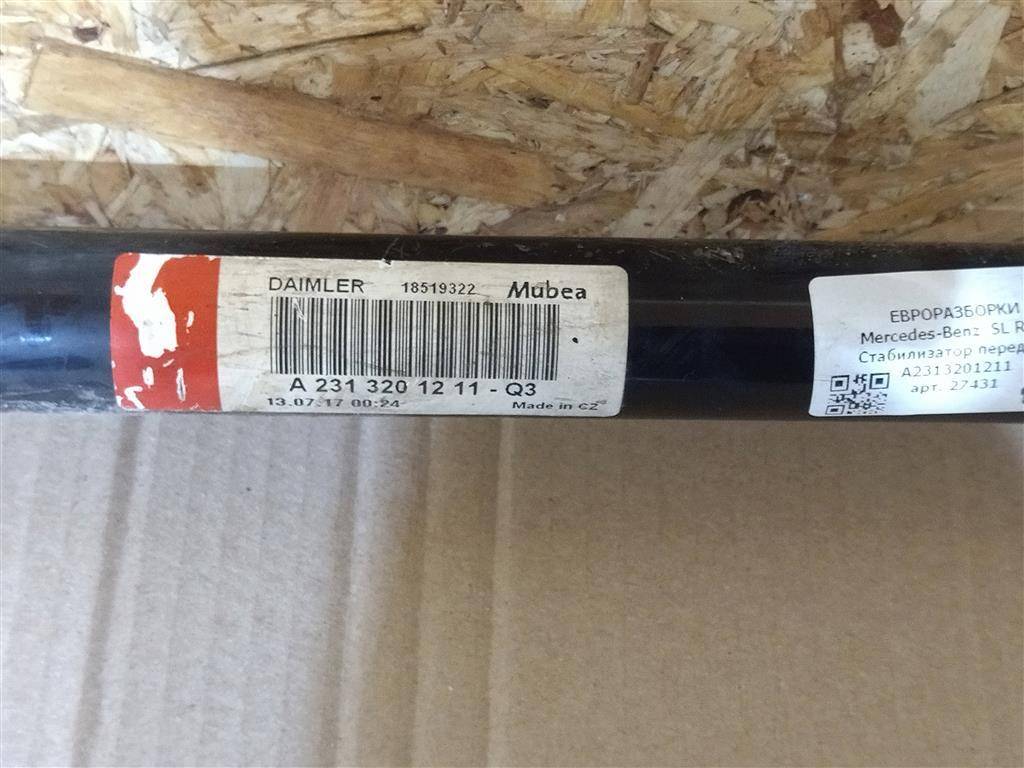 DAIMLER 18519322 Mubea
A 231 320 12 11 - Q3
13.07.17 00:24 Made in CZ
ЕВРОРАЗБОРКИ
Mercedes-Benz SL R
Стабилизатор перед
A2313201211
арт. 27431